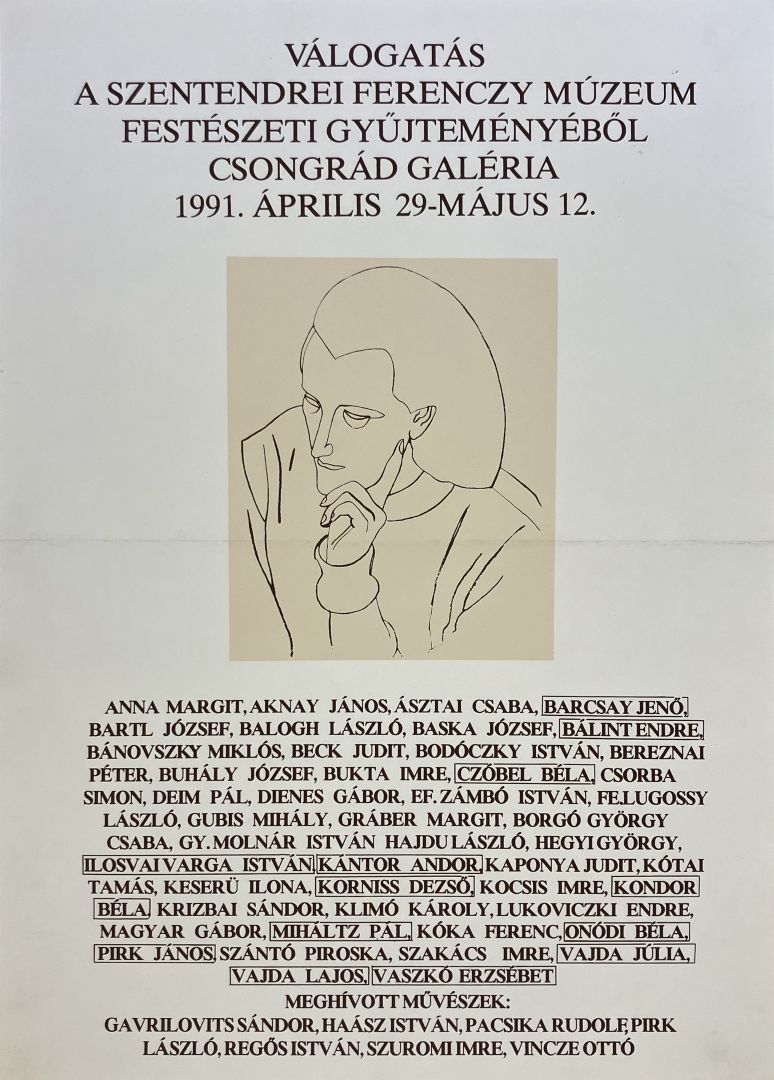 VÁLOGATÁS
A SZENTENDREI FERENCZY MÚZEUM
FESTÉSZETI GYŰJTEMÉNYÉBŐL
CSONGRÁD GALÉRIA
1991. ÁPRILIS 29-MÁJUS 12.
ANNA MARGIT, AKNAY JÁNOS, ÁSZTAI CSABA, BARCSAY JENŐ,
BARTL JÓZSEF, BALOGH LÁSZLÓ, BASKA JÓZSEF, BÁLINT ENDRE,
BÁNOVSZKY MIKLÓS, BECK JUDIT, BODÓCZKY ISTVÁN, BEREZNAI
PÉTER, BUHÁLY JÓZSEF, BUKTA IMRE, CZÓBEL BÉLA, CSORBA
SIMON, DEIM PÁL, DIENES GÁBOR, EF. ZÁMBÓ ISTVÁN, FE.LUGOSSY
LÁSZLÓ, GUBIS MIHÁLY, GRÁBER MARGIT, BORGÓ GYÖRGY
CSABA, GY. MOLNÁR ISTVÁN HAJDU LÁSZLÓ, HEGYI GYÖRGY,
ILOSVAI VARGA ISTVÁN, KÁNTOR ANDOR, KAPONYA JUDIT, KÓTAI
TAMÁS, KESERÜ ILONA, KORNISS DEZSŐ, KOCSIS IMRE, KONDOR
BÉLA, KRIZBAI SÁNDOR, KLIMÓ KÁROLY, LUKOVICZKI ENDRE,
MAGYAR GÁBOR, MIHÁLTZ PÁL, KÓKA FERENC, ONÓDI BÉLA,
PIRK JÁNOS, SZÁNTÓ PIROSKA, SZAKÁCS IMRE, VAJDA JÚLIA,
VAJDA LAJOS, VASZKÓ ERZSÉBET
MEGHÍVOTT MŰVÉSZEK:
GAVRILOVITS SÁNDOR, HAÁSZ ISTVÁN, PACSIKA RUDOLF, PIRK
LÁSZLÓ, REGŐS ISTVÁN, SZUROMI IMRE, VINCZE OTTÓ